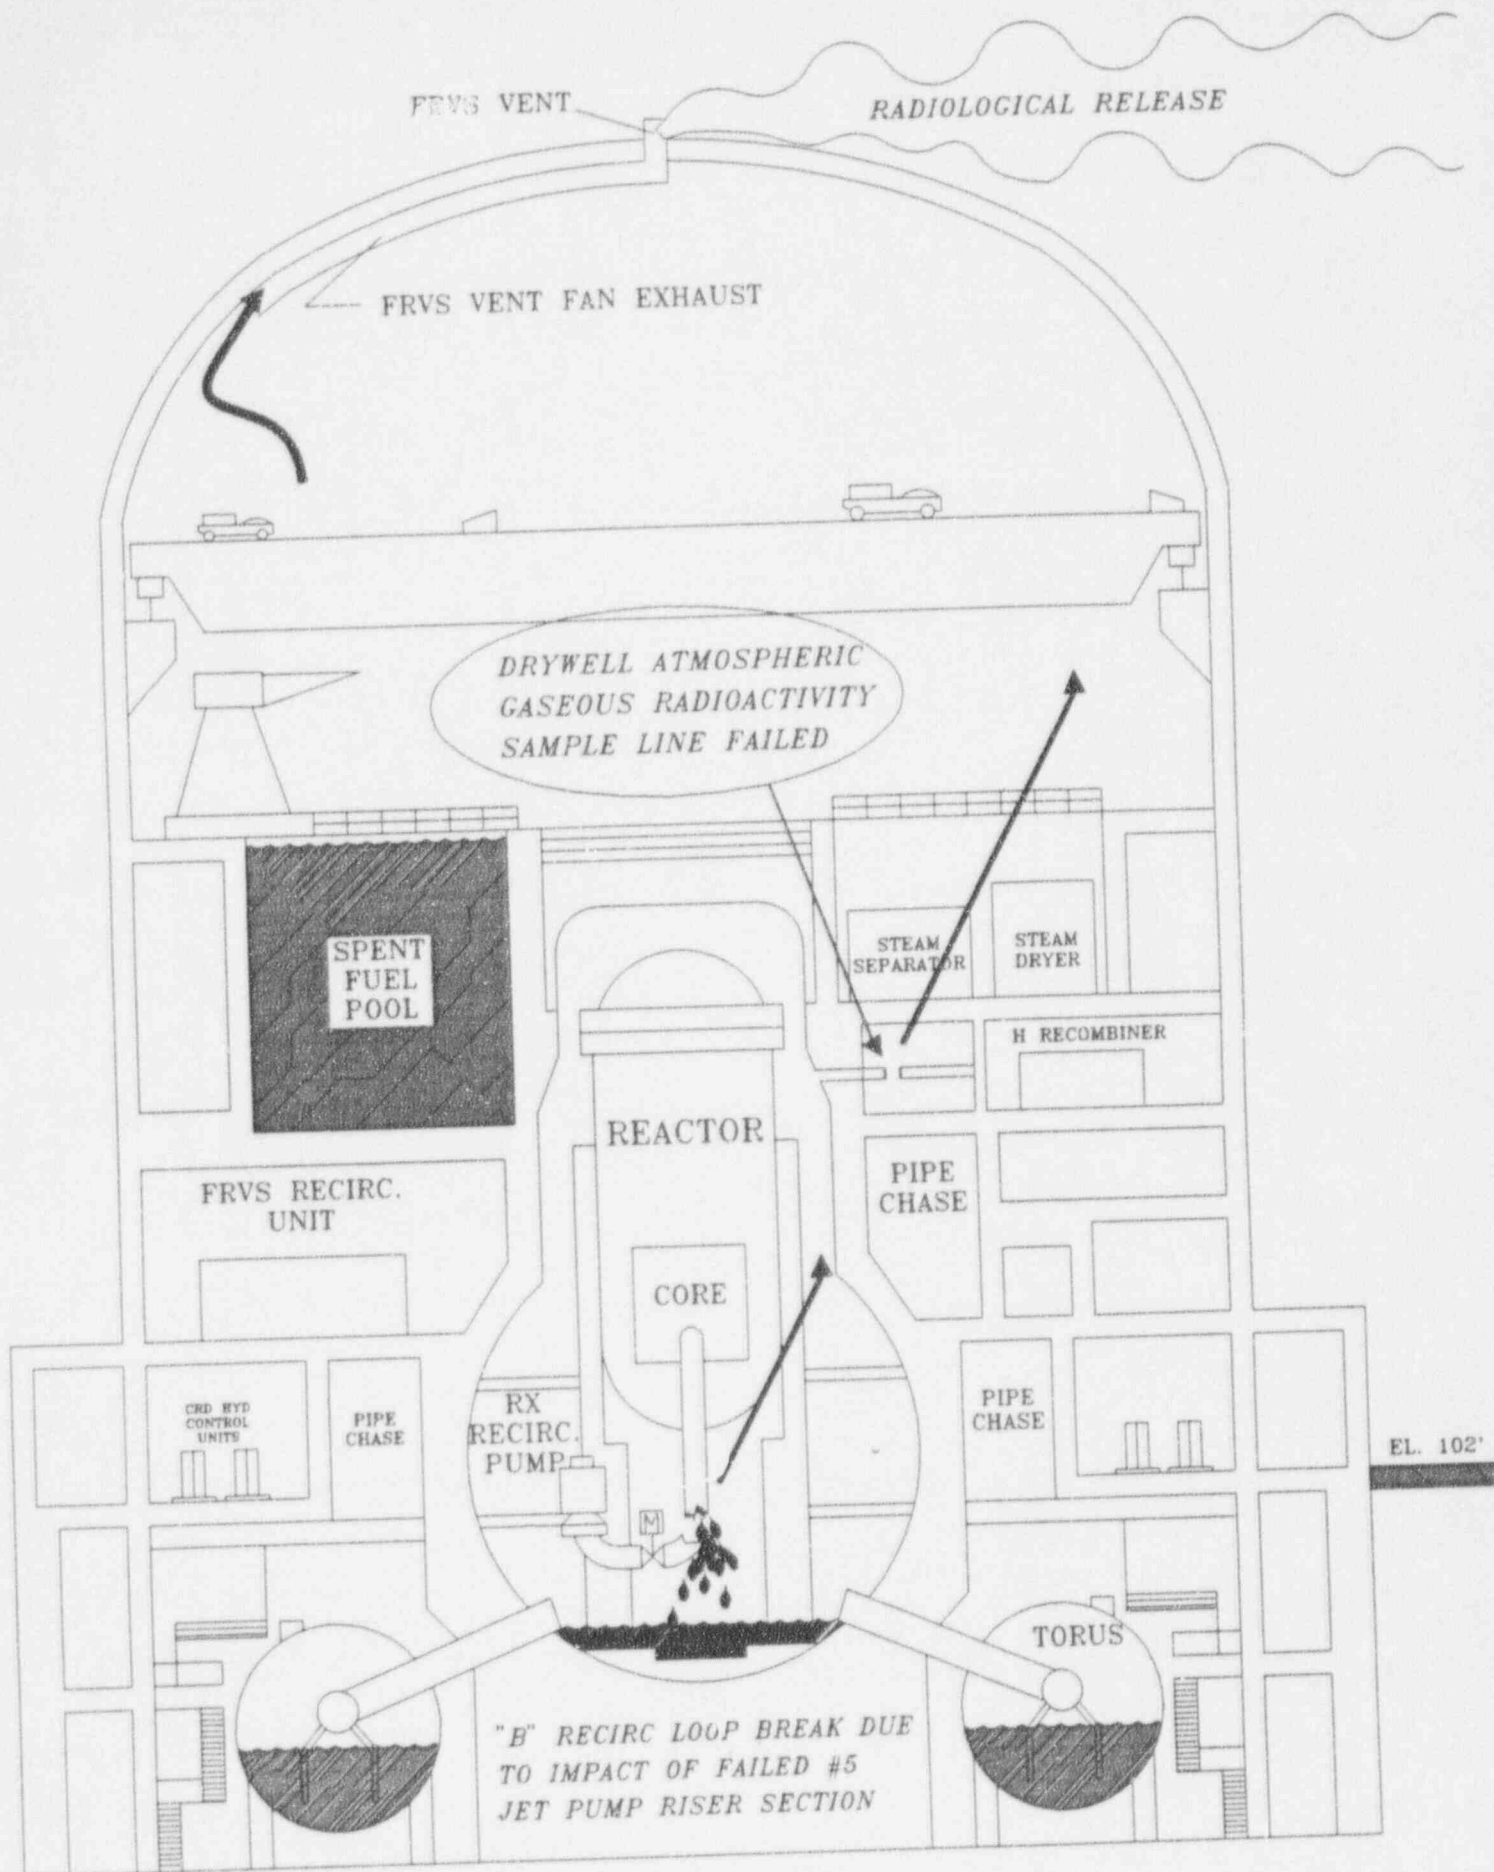 FRVS VENT
RADIOLOGICAL RELEASE
FRVS VENT FAN EXHAUST
DRYWELL ATMOSPHERIC
GASEOUS RADIOACTIVITY
SAMPLE LINE FAILED
SPENT
FUEL
POOL
STEAM
SEPARATOR
STEAM
DRYER
H RECOMBINER
REACTOR
PIPE
CHASE
FRVS RECIRC.
UNIT
CORE
CRD HYD
CONTROL
UNITS
PIPE
CHASE
RX
RECIRC.
PUMP
M
PIPE
CHASE
EL. 102'
TORUS
"B" RECIRC LOOP BREAK DUE
TO IMPACT OF FAILED #5
JET PUMP RISER SECTION